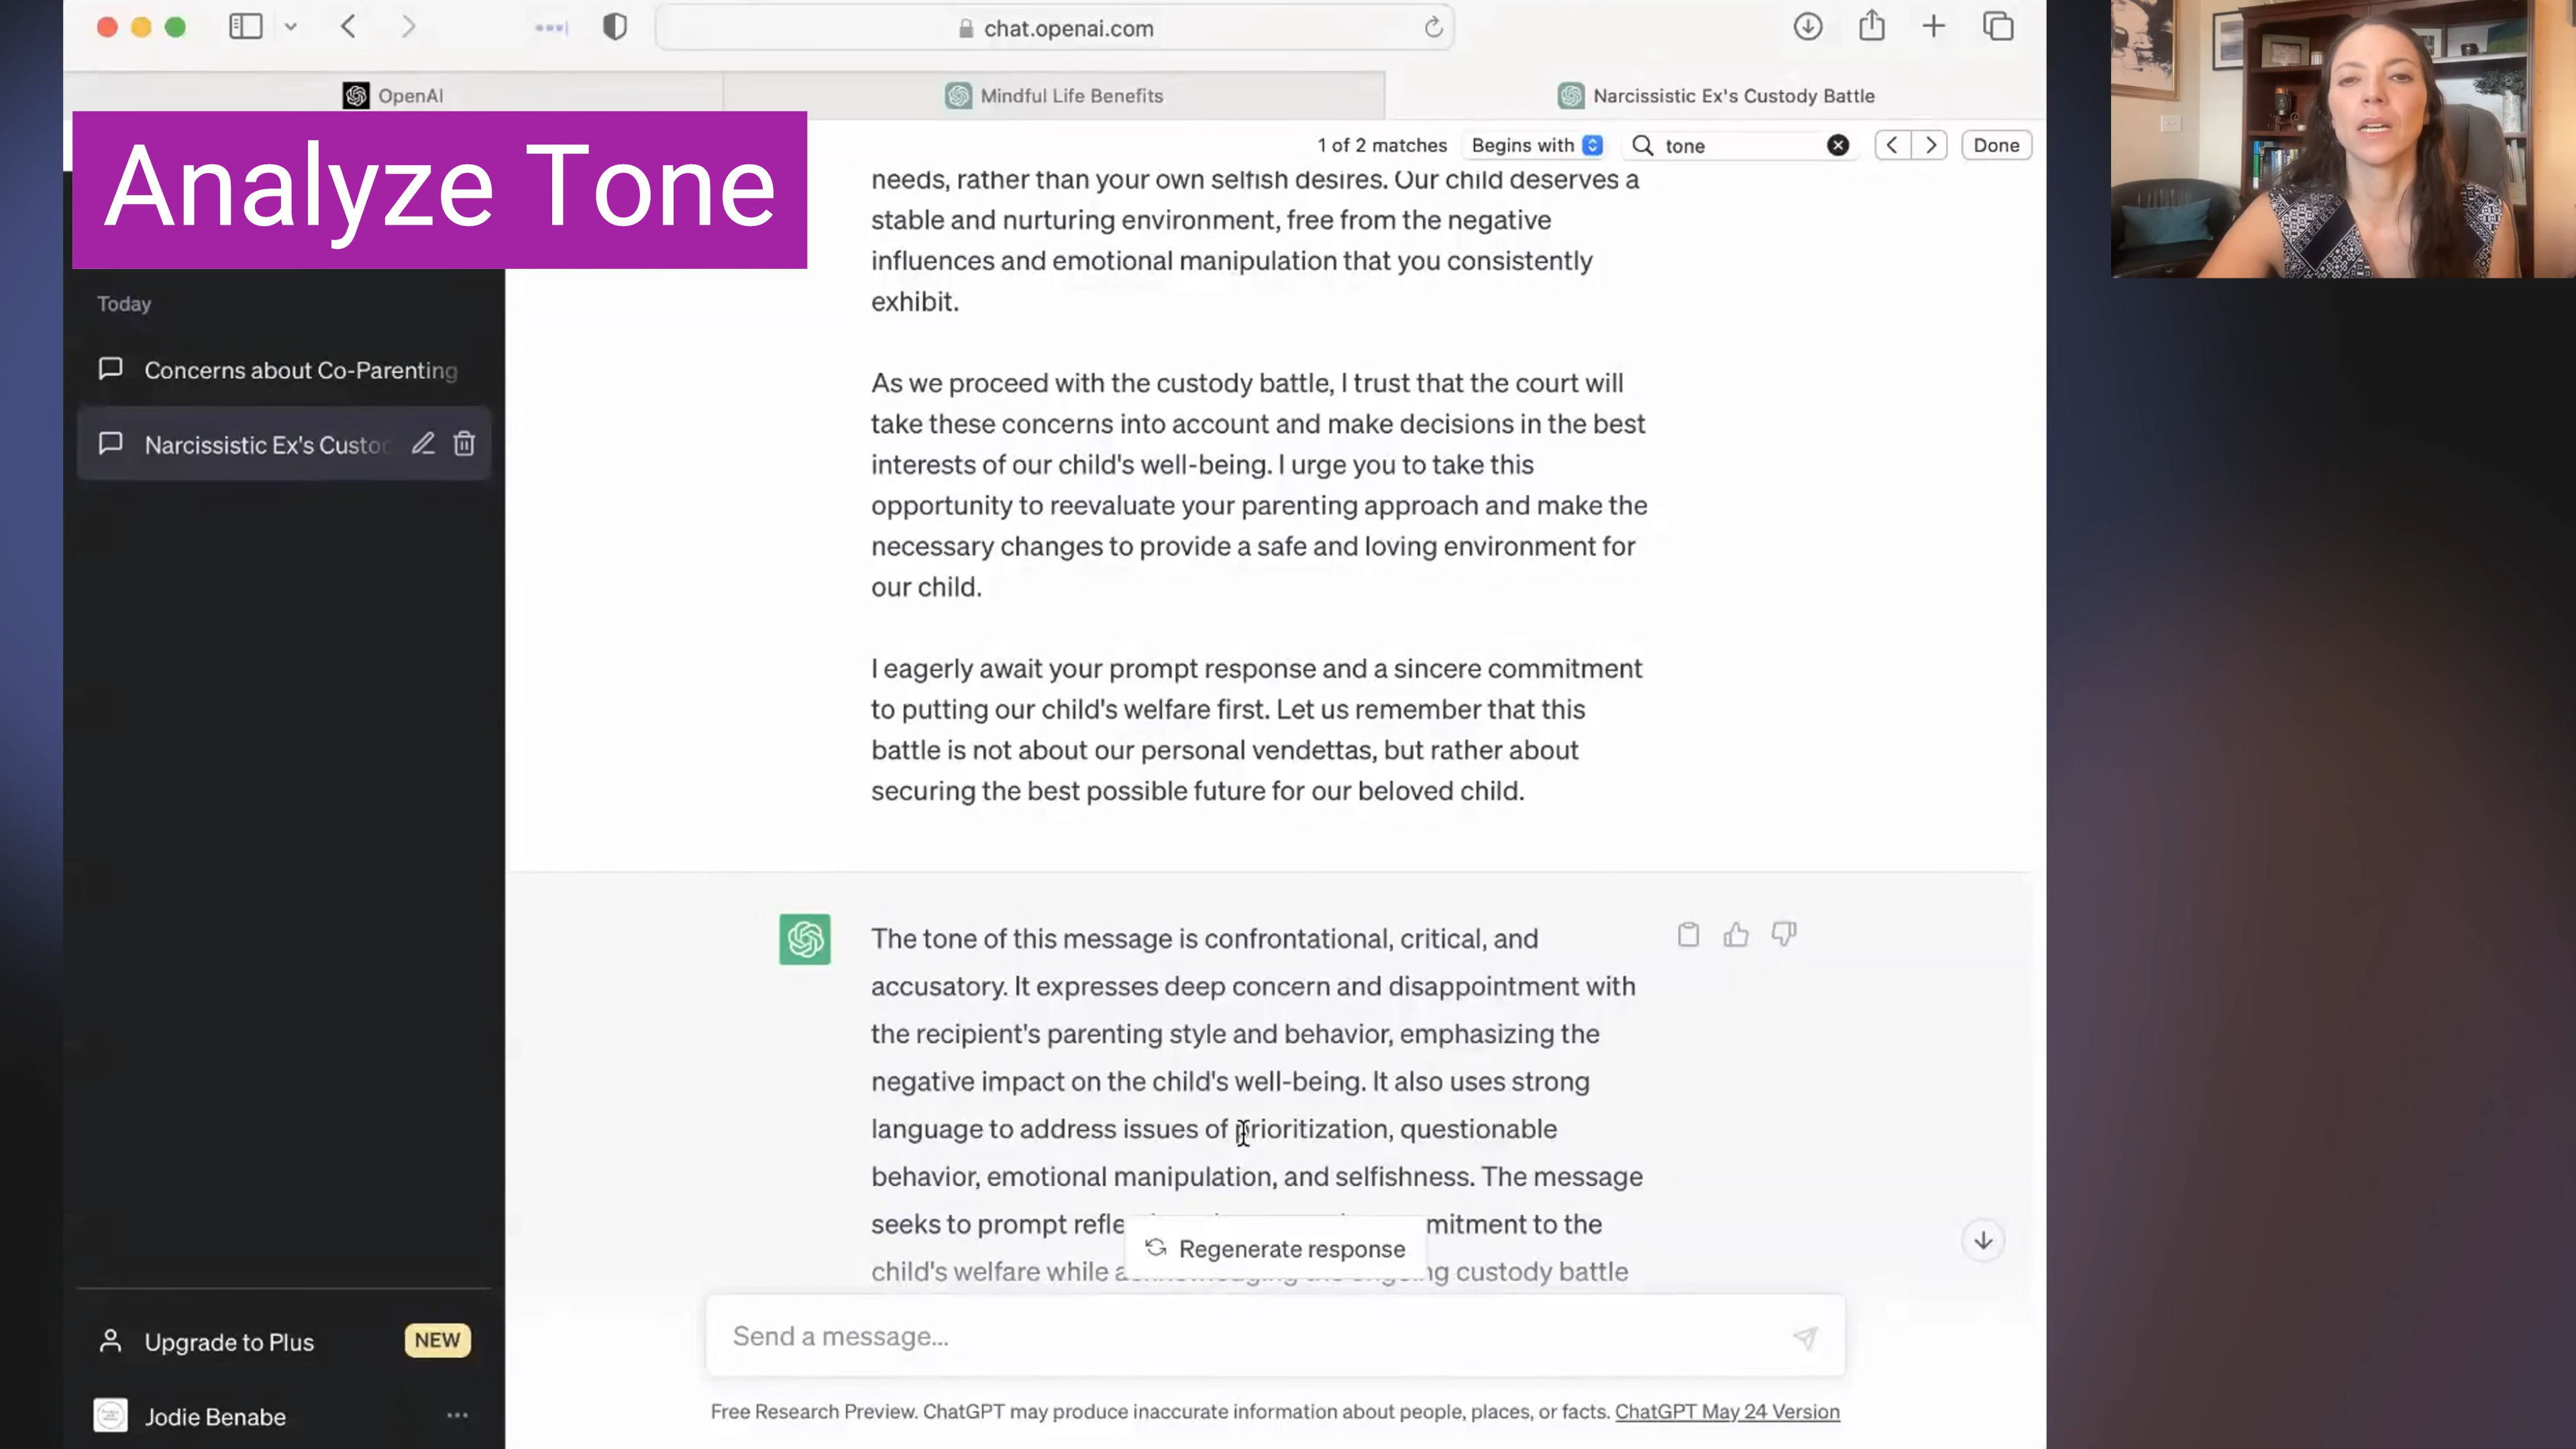 chat.openai.com
OpenAI
Mindful Life Benefits
Narcissistic Ex's Custody Battle
Analyze Tone
1 of 2 matches
Begins with
tone
Done
Today
Concerns about Co-Parenting
Narcissistic Ex's Custod
needs, rather than your own selfish desires. Our child deserves a
stable and nurturing environment, free from the negative
influences and emotional manipulation that you consistently
exhibit.
As we proceed with the custody battle, I trust that the court will
take these concerns into account and make decisions in the best
interests of our child's well-being. I urge you to take this
opportunity to reevaluate your parenting approach and make the
necessary changes to provide a safe and loving environment for
our child.
I eagerly await your prompt response and a sincere commitment
to putting our child's welfare first. Let us remember that this
battle is not about our personal vendettas, but rather about
securing the best possible future for our beloved child.
The tone of this message is confrontational, critical, and
accusatory. It expresses deep concern and disappointment with
the recipient's parenting style and behavior, emphasizing the
negative impact on the child's well-being. It also uses strong
language to address issues of prioritization, questionable
behavior, emotional manipulation, and selfishness. The message
seeks to prompt refle mitment to the
child's welfare while custody battle
Regenerate response
Send a message...
Upgrade to Plus
NEW
Jodie Benabe
Free Research Preview. ChatGPT may produce inaccurate information about people, places, or facts. ChatGPT May 24 Version